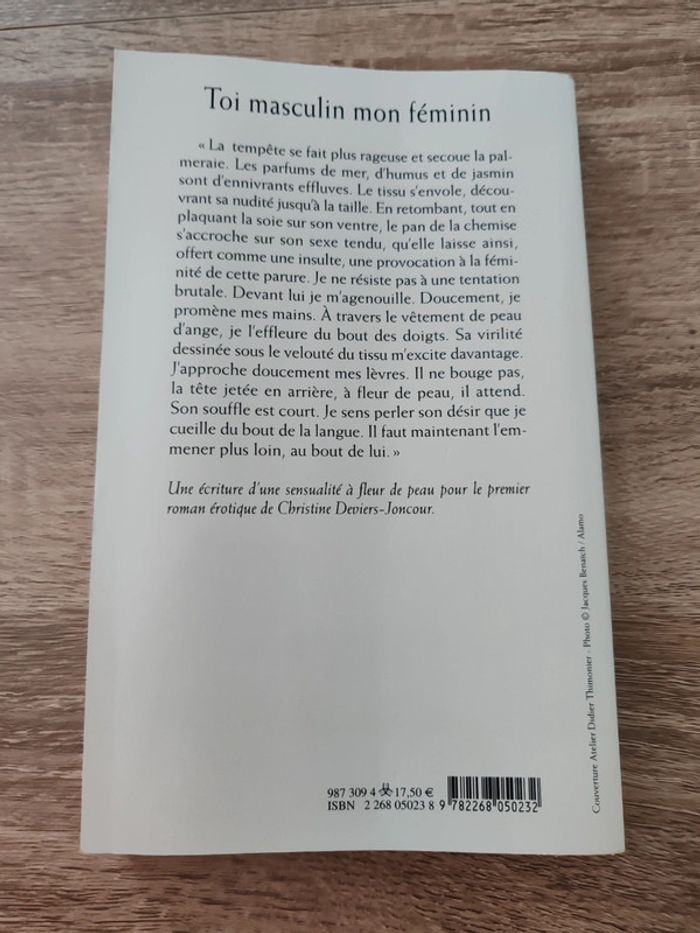 Toi masculin mon féminin
« La tempête se fait plus rageuse et secoue la pal-
meraie. Les parfums de mer, d'humus et de jasmin
sont d'ennivrants effluves. Le tissu s'envole, décou-
vrant sa nudité jusqu'à la taille. En retombant, tout en
plaquant la soie sur son ventre, le pan de la chemise
s'accroche sur son sexe tendu, qu'elle laisse ainsi,
offert comme une insulte, une provocation à la fémi-
nité de cette parure. Je ne résiste pas à une tentation
brutale. Devant lui je m'agenouille. Doucement, je
promène mes mains. À travers le vêtement de peau
d'ange, je l'effleure du bout des doigts. Sa virilité
dessinée sous le velouté du tissu m'excite davantage.
J'approche doucement mes lèvres. Il ne bouge pas,
la tête jetée en arrière, à fleur de peau, il attend.
Son souffle est court. Je sens perler son désir que je
cueille du bout de la langue. Il faut maintenant l'em-
mener plus loin, au bout de lui. »
Une écriture d'une sensualité à fleur de peau pour le premier
roman érotique de Christine Deviers-Joncour.
Couverture Atelier Didier Thimonier - Photo © Jacques Benaïch / Alamo
987 309 4 17,50 €
ISBN 2 268 05023 8
9 782268 050232